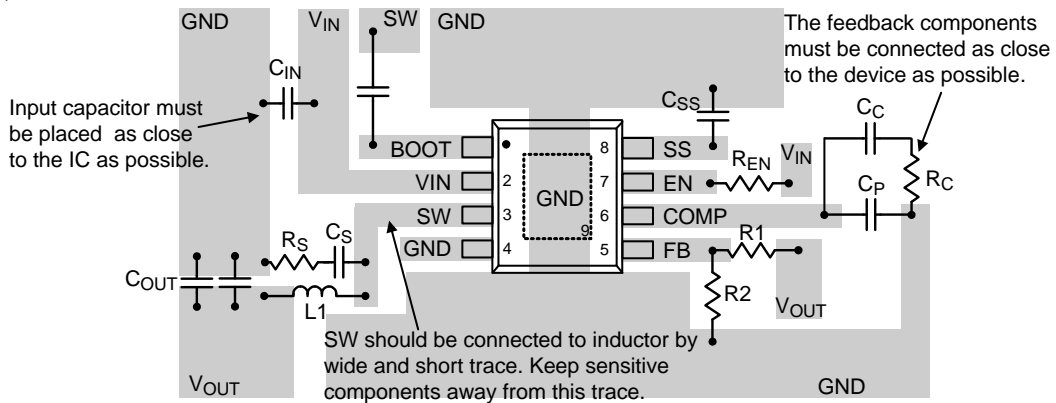 GND
VIN
SW
GND
The feedback components
must be connected as close
to the device as possible.
CIN
Input capacitor must
be placed as close
to the IC as possible.
CSS
CC
BOOT
8
SS
REN
VIN
RC
VIN
2
GND
7
EN
CP
SW
3
6
COMP
GND
4
9
5
FB
R1
RS
CS
COUT
L1
R2
VOUT
SW should be connected to inductor by
wide and short trace. Keep sensitive
components away from this trace.
VOUT
GND